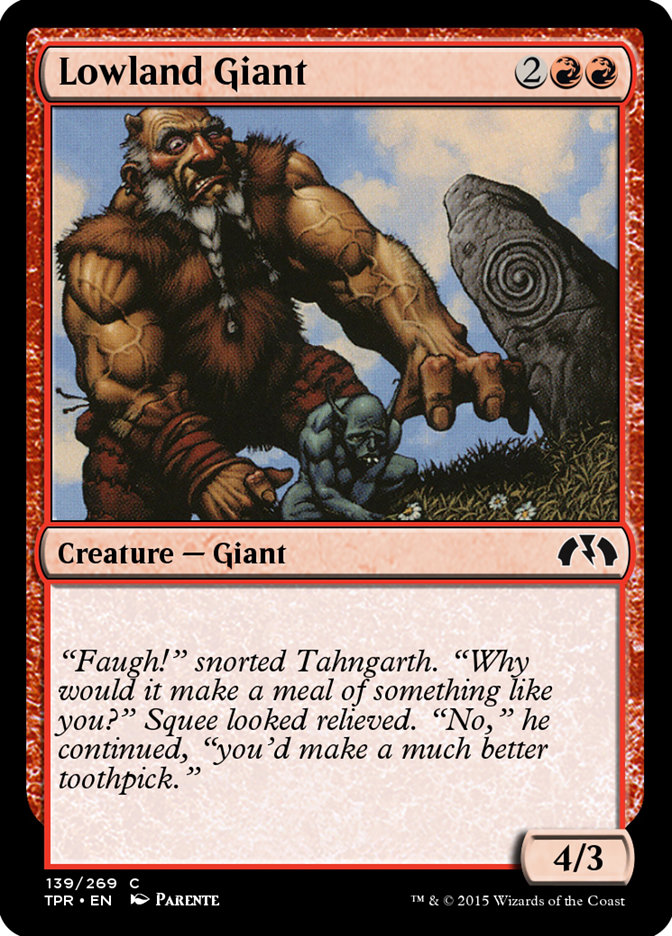 Lowland Giant 2
Creature — Giant
“Faugh!” snorted Tahngarth. “Why
would it make a meal of something like
you?” Squee looked relieved. “No,” he
continued, “you’d make a much better
toothpick.”
4/3
139/269 C
TPR • EN Parente
™ & © 2015 Wizards of the Coast